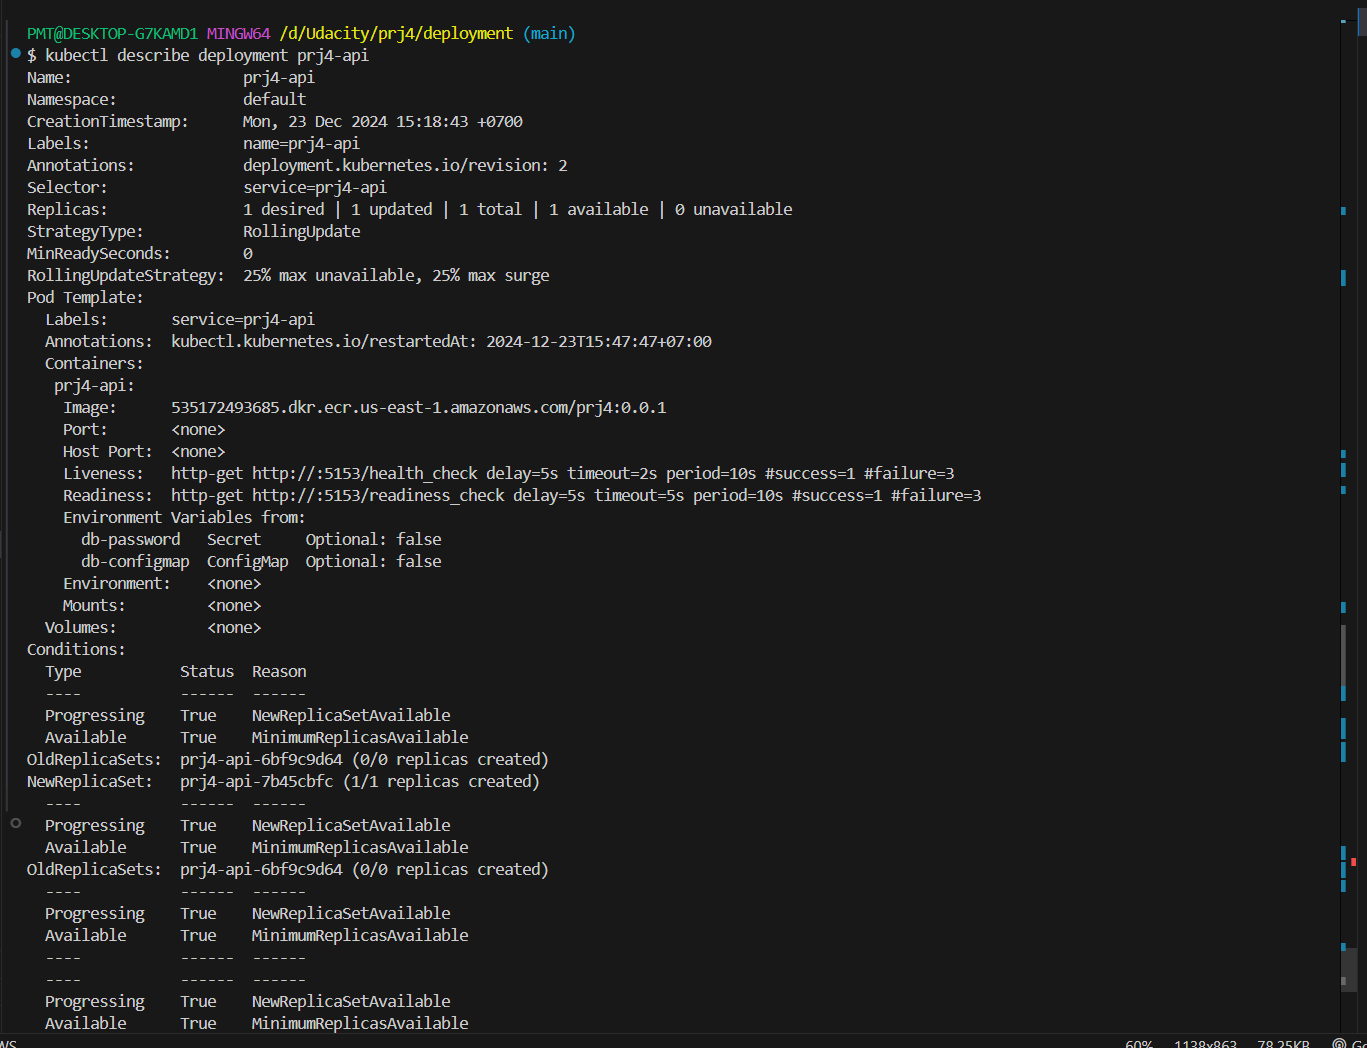 PMT@DESKTOP-G7KAMD1 MINGW64 /d/Udacity/prj4/deployment (main)
$ kubectl describe deployment prj4-api
Name:                   prj4-api
Namespace:              default
CreationTimestamp:      Mon, 23 Dec 2024 15:18:43 +0700
Labels:                 name=prj4-api
Annotations:            deployment.kubernetes.io/revision: 2
Selector:               service=prj4-api
Replicas:               1 desired | 1 updated | 1 total | 1 available | 0 unavailable
StrategyType:           RollingUpdate
MinReadySeconds:        0
RollingUpdateStrategy:  25% max unavailable, 25% max surge
Pod Template:
  Labels:       service=prj4-api
  Annotations:  kubectl.kubernetes.io/restartedAt: 2024-12-23T15:47:47+07:00
  Containers:
   prj4-api:
    Image:      535172493685.dkr.ecr.us-east-1.amazonaws.com/prj4:0.0.1
    Port:       <none>
    Host Port:  <none>
    Liveness:   http-get http://:5153/health_check delay=5s timeout=2s period=10s #success=1 #failure=3
    Readiness:  http-get http://:5153/readiness_check delay=5s timeout=5s period=10s #success=1 #failure=3
    Environment Variables from:
      db-password   Secret     Optional: false
      db-configmap  ConfigMap  Optional: false
    Environment:    <none>
    Mounts:         <none>
  Volumes:          <none>
Conditions:
  Type           Status  Reason
  ----           ------  ------
  Progressing    True    NewReplicaSetAvailable
  Available      True    MinimumReplicasAvailable
OldReplicaSets:  prj4-api-6bf9c9d64 (0/0 replicas created)
NewReplicaSet:   prj4-api-7b45cbfc (1/1 replicas created)
  ----           ------  ------
  Progressing    True    NewReplicaSetAvailable
  Available      True    MinimumReplicasAvailable
OldReplicaSets:  prj4-api-6bf9c9d64 (0/0 replicas created)
  ----           ------  ------
  Progressing    True    NewReplicaSetAvailable
  Available      True    MinimumReplicasAvailable
  ----           ------  ------
  ----           ------  ------
  Progressing    True    NewReplicaSetAvailable
  Available      True    MinimumReplicasAvailable
WS 60% 1138x863 78.25KB Go